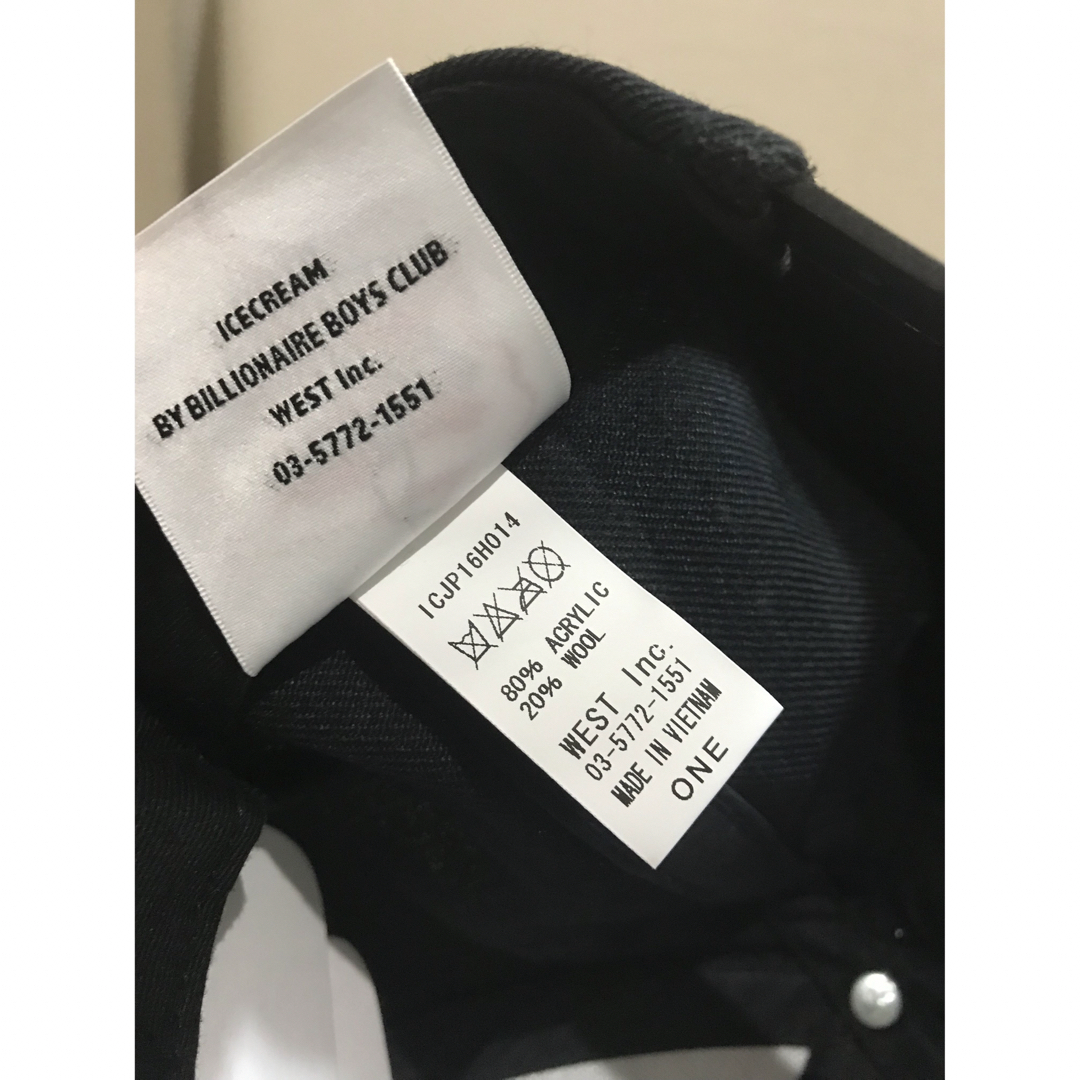 ICECREAM
BY BILLIONAIRE BOYS CLUB
WEST Inc.
03-5772-1551
ICJP16H014
80% ACRYLIC
20% WOOL
WEST Inc.
03-5772-1551
MADE IN VIETNAM
ONE